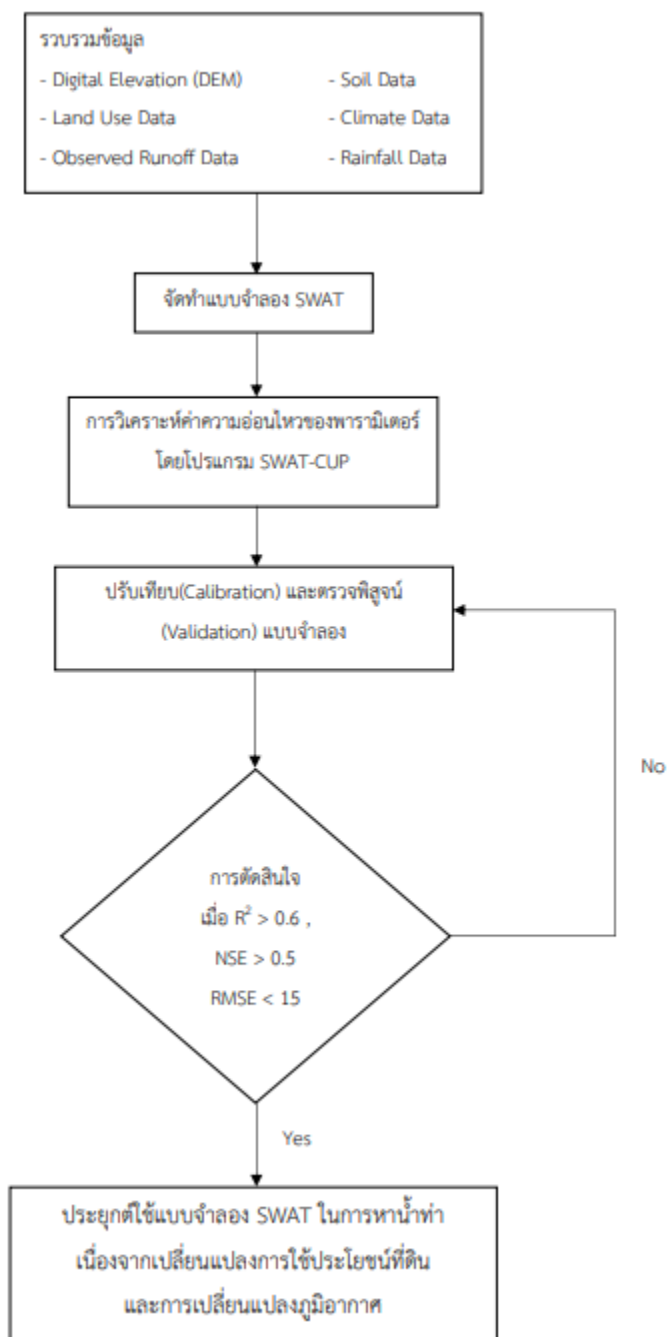 รวบรวมข้อมูล
- Digital Elevation (DEM) - Soil Data
- Land Use Data - Climate Data
- Observed Runoff Data - Rainfall Data
จัดทำแบบจำลอง SWAT
การวิเคราะห์ค่าความอ่อนไหวของพารามิเตอร์
โดยโปรแกรม SWAT-CUP
ปรับเทียบ(Calibration) และตรวจพิสูจน์
(Validation) แบบจำลอง
No
การตัดสินใจ
เมื่อ R² > 0.6 ,
NSE > 0.5
RMSE < 15
Yes
ประยุกต์ใช้แบบจำลอง SWAT ในการหาน้ำท่า
เนื่องจากเปลี่ยนแปลงการใช้ประโยชน์ที่ดิน
และการเปลี่ยนแปลงภูมิอากาศ